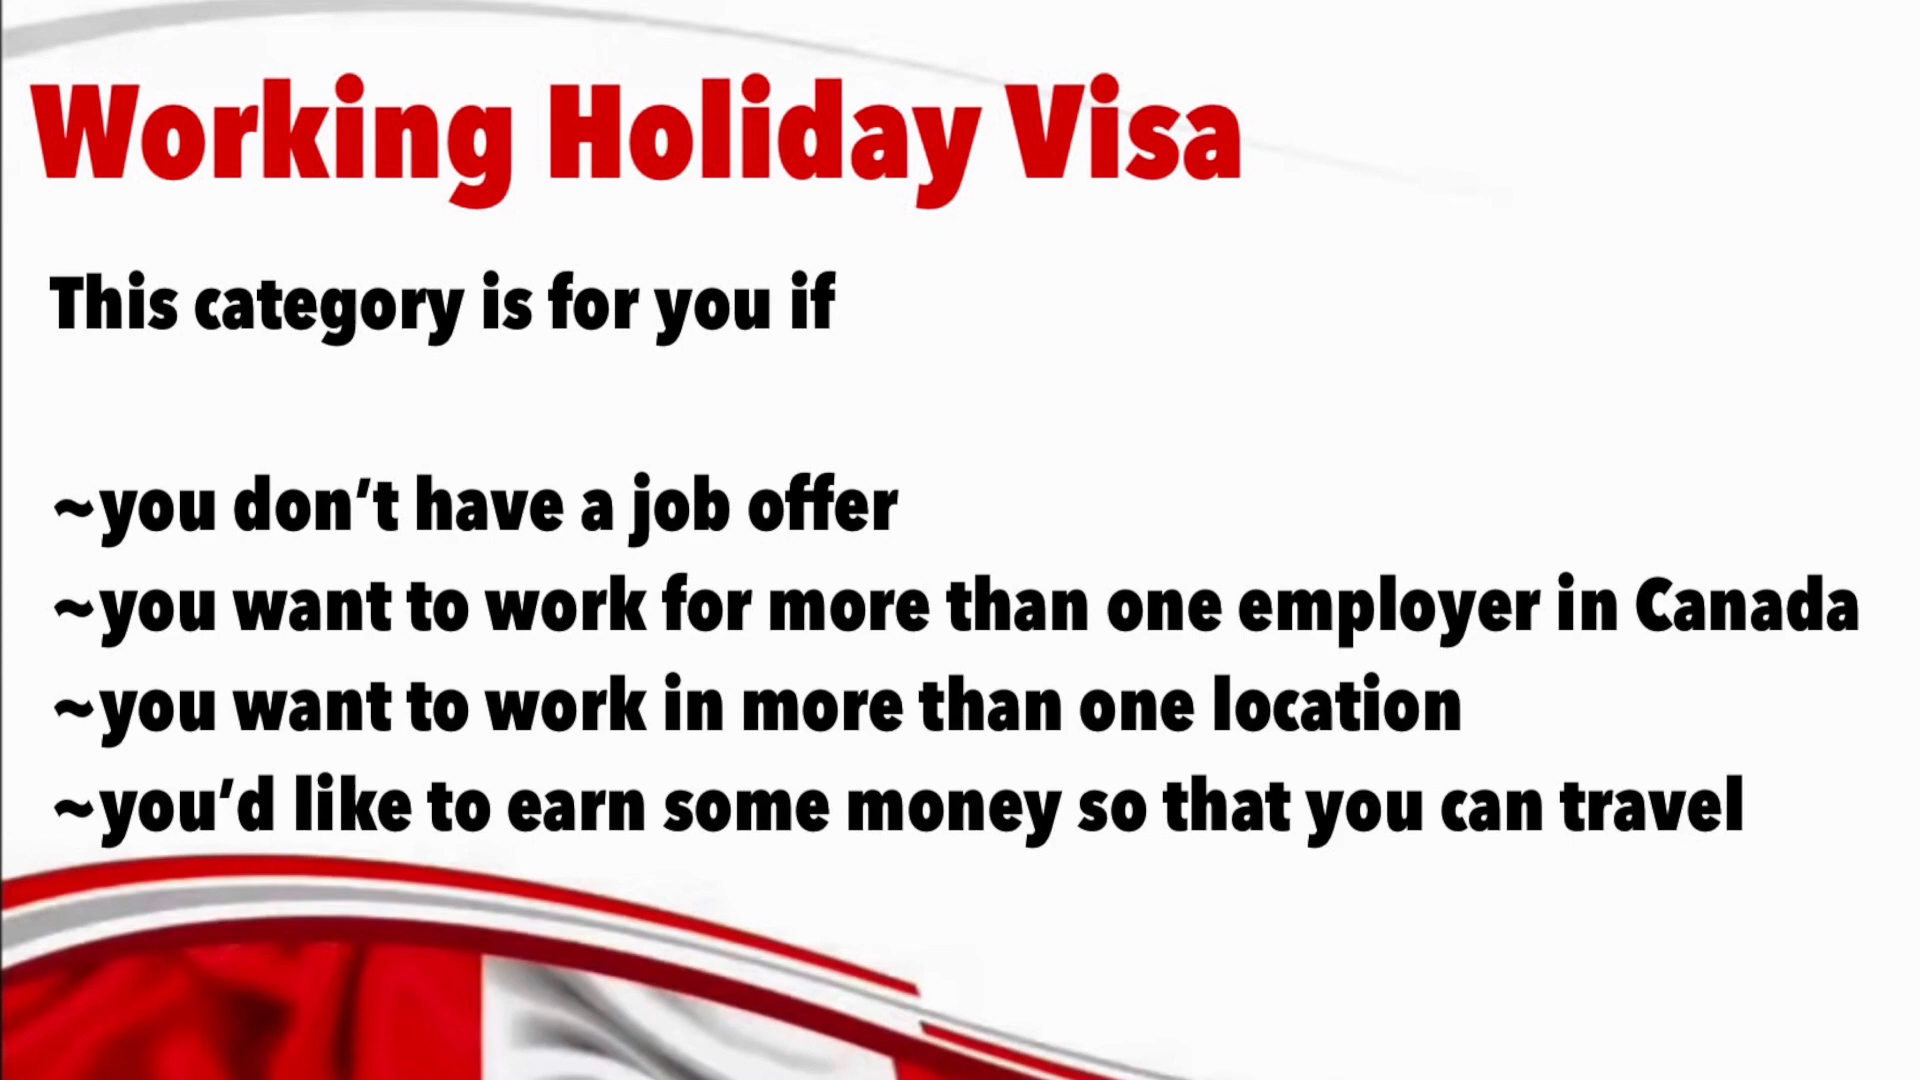 Working Holiday Visa
This category is for you if
~you don’t have a job offer
~you want to work for more than one employer in Canada
~you want to work in more than one location
~you’d like to earn some money so that you can travel